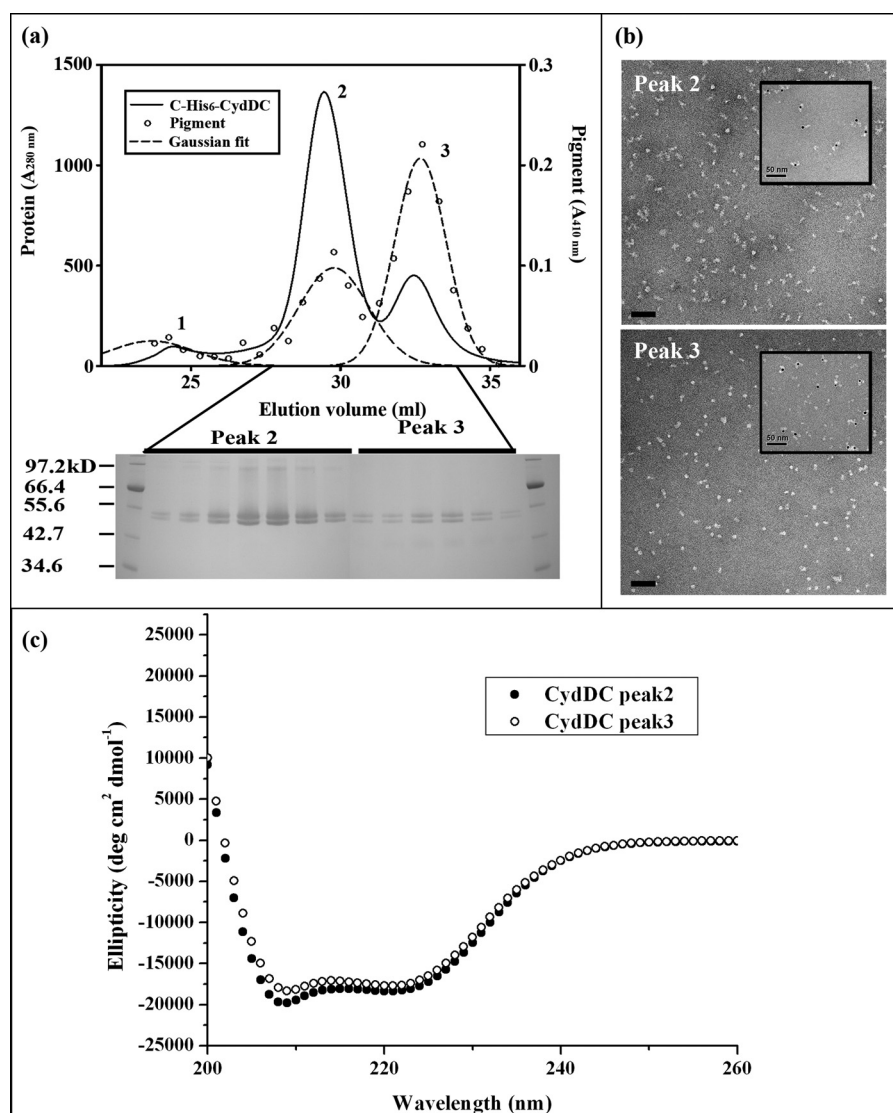 (a)
1500
1000
500
0
0.3
0.2
0.1
0
Protein (A280 nm)
Pigment (A410 nm)
C-His6-CydDC
Pigment
Gaussian fit
1
2
3
25
30
35
Elution volume (ml)
Peak 2
Peak 3
97.2kD
66.4
55.6
42.7
34.6
(b)
Peak 2
50 nm
Peak 3
50 nm
(c)
25000
20000
15000
10000
5000
0
-5000
-10000
-15000
-20000
-25000
Ellipticity (deg cm2 dmol-1)
CydDC peak2
CydDC peak3
200
220
240
260
Wavelength (nm)